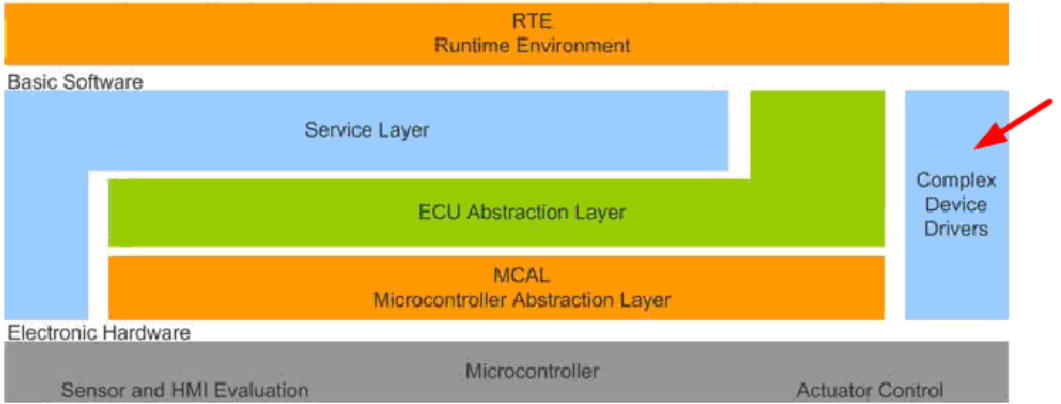 RTE
Runtime Environment
Basic Software
Service Layer
ECU Abstraction Layer
Complex
Device
Drivers
MCAL
Microcontroller Abstraction Layer
Electronic Hardware
Microcontroller
Sensor and HMI Evaluation
Actuator Control